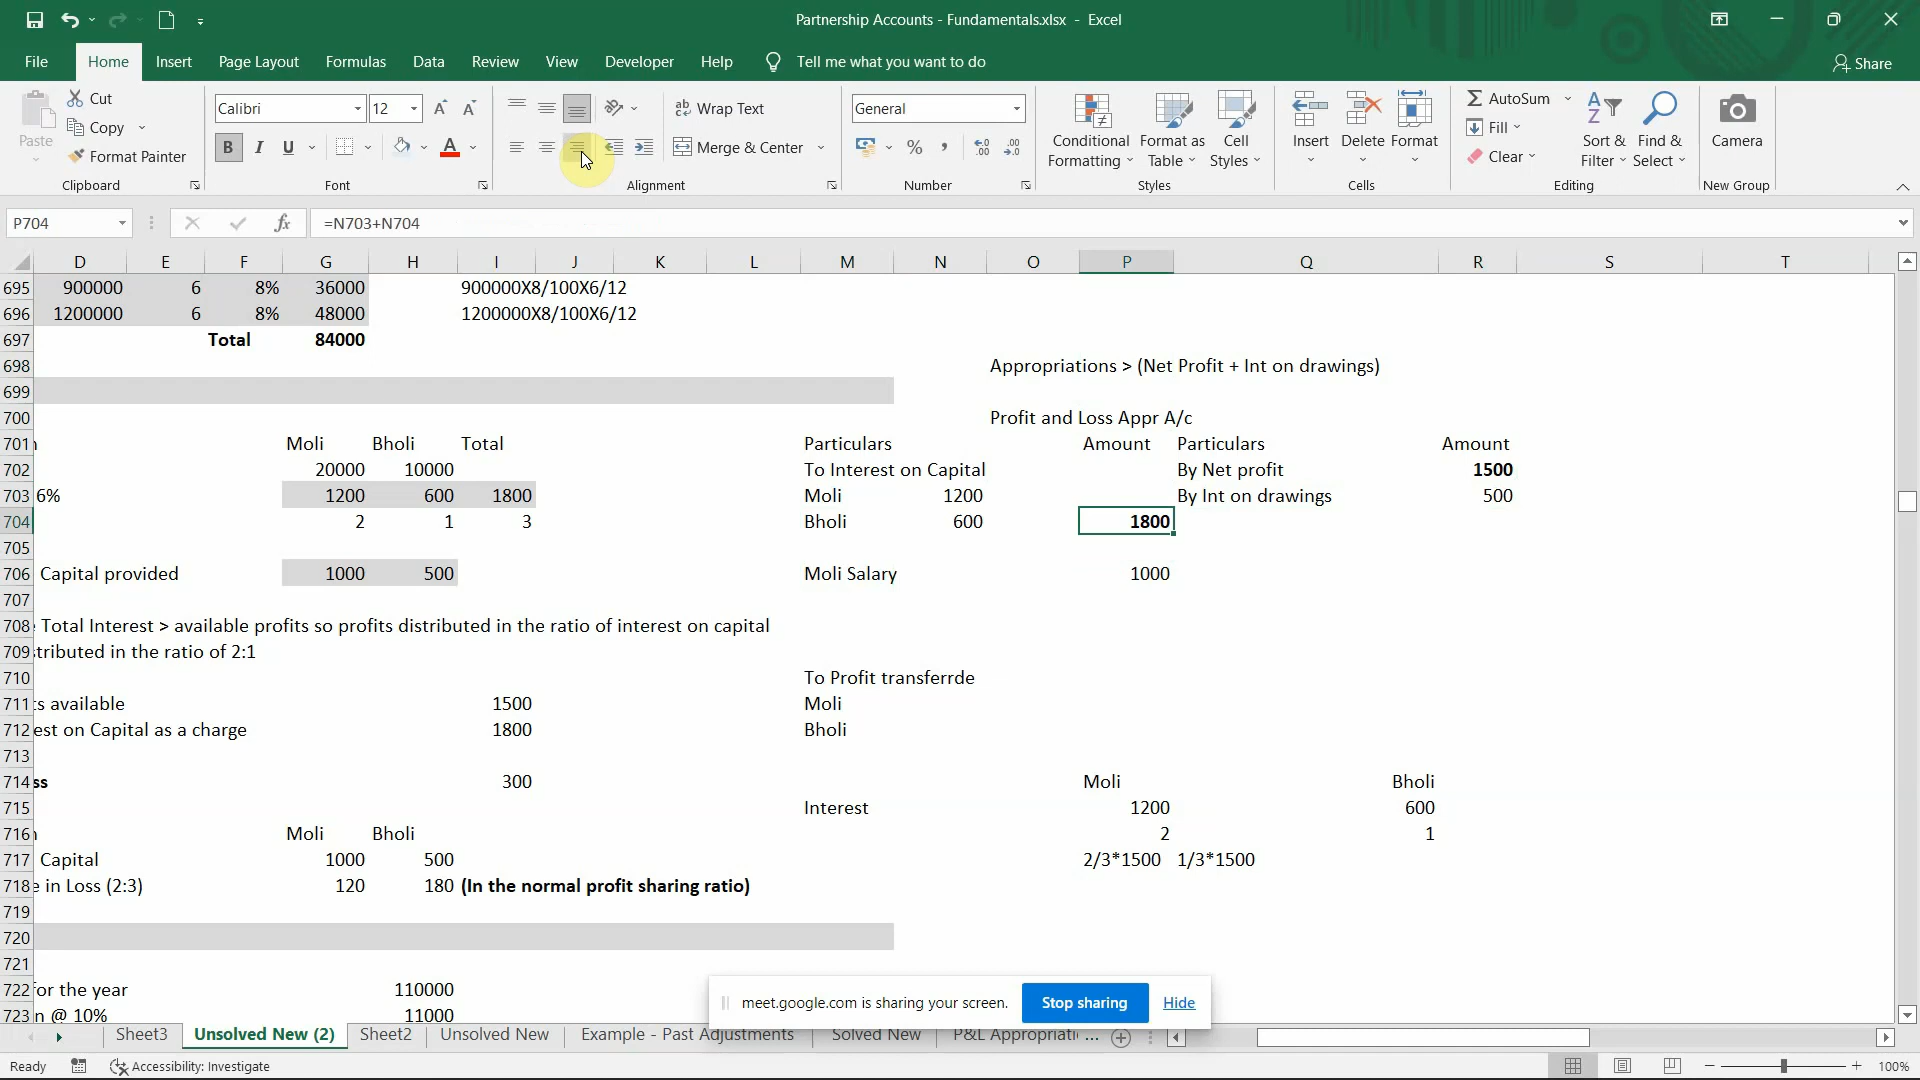 Partnership Accounts - Fundamentals.xlsx - Excel
File Home Insert Page Layout Formulas Data Review View Developer Help Tell me what you want to do Share
Paste Cut Copy Format Painter Clipboard
Calibri 12 B I U A Font
Wrap Text Merge & Center Alignment
General % , Number
Conditional Formatting Format as Table Cell Styles Styles
Insert Delete Format Cells
AutoSum Fill Clear Sort & Filter Find & Select Editing
Camera New Group
P704 fx =N703+N704
D E F G H I J K L M N O P Q R S T
695 900000 6 8% 36000 900000X8/100X6/12
696 1200000 6 8% 48000 1200000X8/100X6/12
697 Total 84000
698 Appropriations > (Net Profit + Int on drawings)
699
700 Profit and Loss Appr A/c
701 Moli Bholi Total Particulars Amount Particulars Amount
702 20000 10000 To Interest on Capital By Net profit 1500
703 6% 1200 600 1800 Moli 1200 By Int on drawings 500
704 2 1 3 Bholi 600 1800
705
706 Capital provided 1000 500 Moli Salary 1000
707
708 Total Interest > available profits so profits distributed in the ratio of interest on capital
709 tributed in the ratio of 2:1
710 To Profit transferrde
711 s available 1500 Moli
712 est on Capital as a charge 1800 Bholi
713
714 ss 300 Moli Bholi
715 Interest 1200 600
716 Moli Bholi 2 1
717 Capital 1000 500 2/3*1500 1/3*1500
718 e in Loss (2:3) 120 180 (In the normal profit sharing ratio)
719
720
721
722 for the year 110000
723 n @ 10% 11000
meet.google.com is sharing your screen. Stop sharing Hide
Sheet3 Unsolved New (2) Sheet2 Unsolved New Example - Past Adjustments Solved New P&L Appropriati ...
Ready Accessibility: Investigate 100%